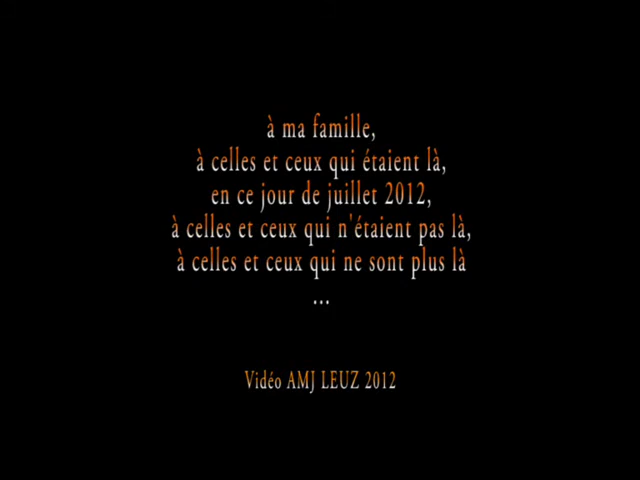 à ma famille,
à celles et ceux qui étaient là,
en ce jour de juillet 2012,
à celles et ceux qui n'étaient pas là,
à celles et ceux qui ne sont plus là
...
Vidéo AMJ LEUZ 2012